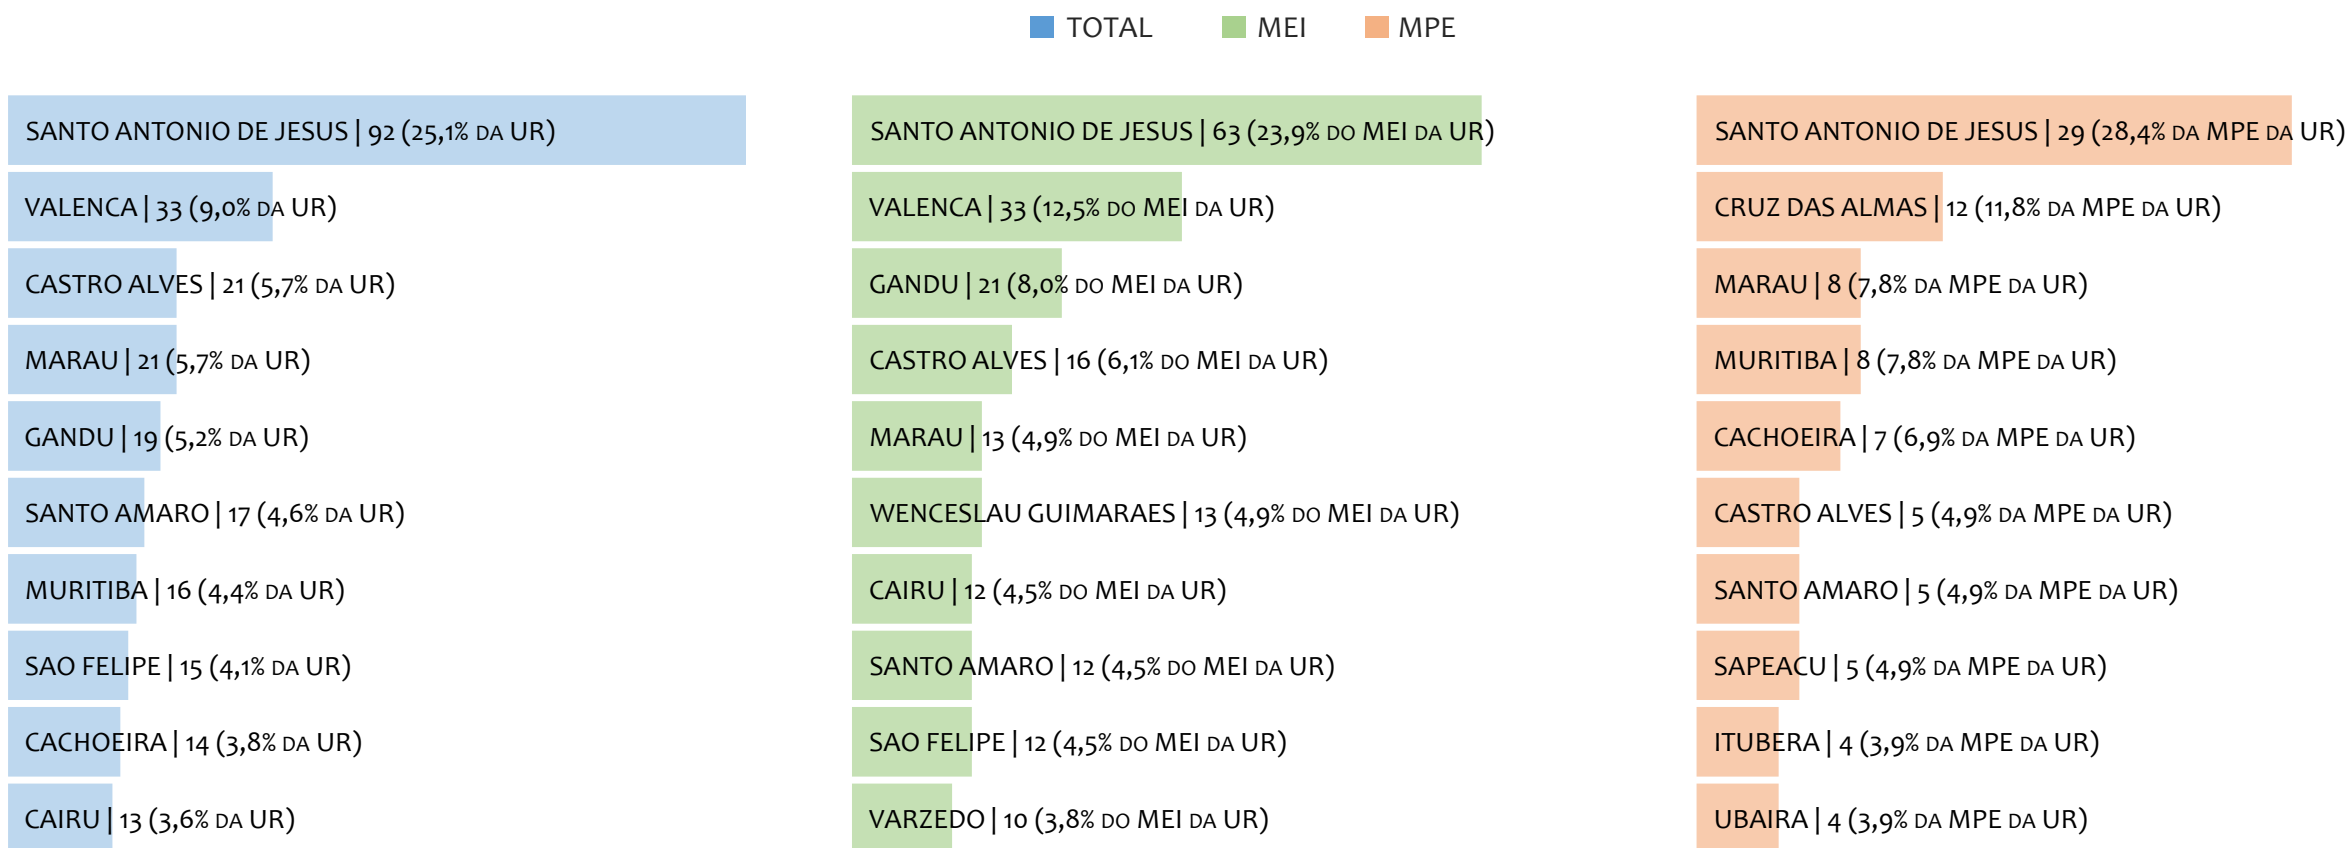 TOTAL MEI MPE
SANTO ANTONIO DE JESUS | 92 (25,1% DA UR)
VALENCA | 33 (9,0% DA UR)
CASTRO ALVES | 21 (5,7% DA UR)
MARAU | 21 (5,7% DA UR)
GANDU | 19 (5,2% DA UR)
SANTO AMARO | 17 (4,6% DA UR)
MURITIBA | 16 (4,4% DA UR)
SAO FELIPE | 15 (4,1% DA UR)
CACHOEIRA | 14 (3,8% DA UR)
CAIRU | 13 (3,6% DA UR)
SANTO ANTONIO DE JESUS | 63 (23,9% DO MEI DA UR)
VALENCA | 33 (12,5% DO MEI DA UR)
GANDU | 21 (8,0% DO MEI DA UR)
CASTRO ALVES | 16 (6,1% DO MEI DA UR)
MARAU | 13 (4,9% DO MEI DA UR)
WENCESLAU GUIMARAES | 13 (4,9% DO MEI DA UR)
CAIRU | 12 (4,5% DO MEI DA UR)
SANTO AMARO | 12 (4,5% DO MEI DA UR)
SAO FELIPE | 12 (4,5% DO MEI DA UR)
VARZEDO | 10 (3,8% DO MEI DA UR)
SANTO ANTONIO DE JESUS | 29 (28,4% DA MPE DA UR)
CRUZ DAS ALMAS | 12 (11,8% DA MPE DA UR)
MARAU | 8 (7,8% DA MPE DA UR)
MURITIBA | 8 (7,8% DA MPE DA UR)
CACHOEIRA | 7 (6,9% DA MPE DA UR)
CASTRO ALVES | 5 (4,9% DA MPE DA UR)
SANTO AMARO | 5 (4,9% DA MPE DA UR)
SAPEACU | 5 (4,9% DA MPE DA UR)
ITUBERA | 4 (3,9% DA MPE DA UR)
UBAIRA | 4 (3,9% DA MPE DA UR)